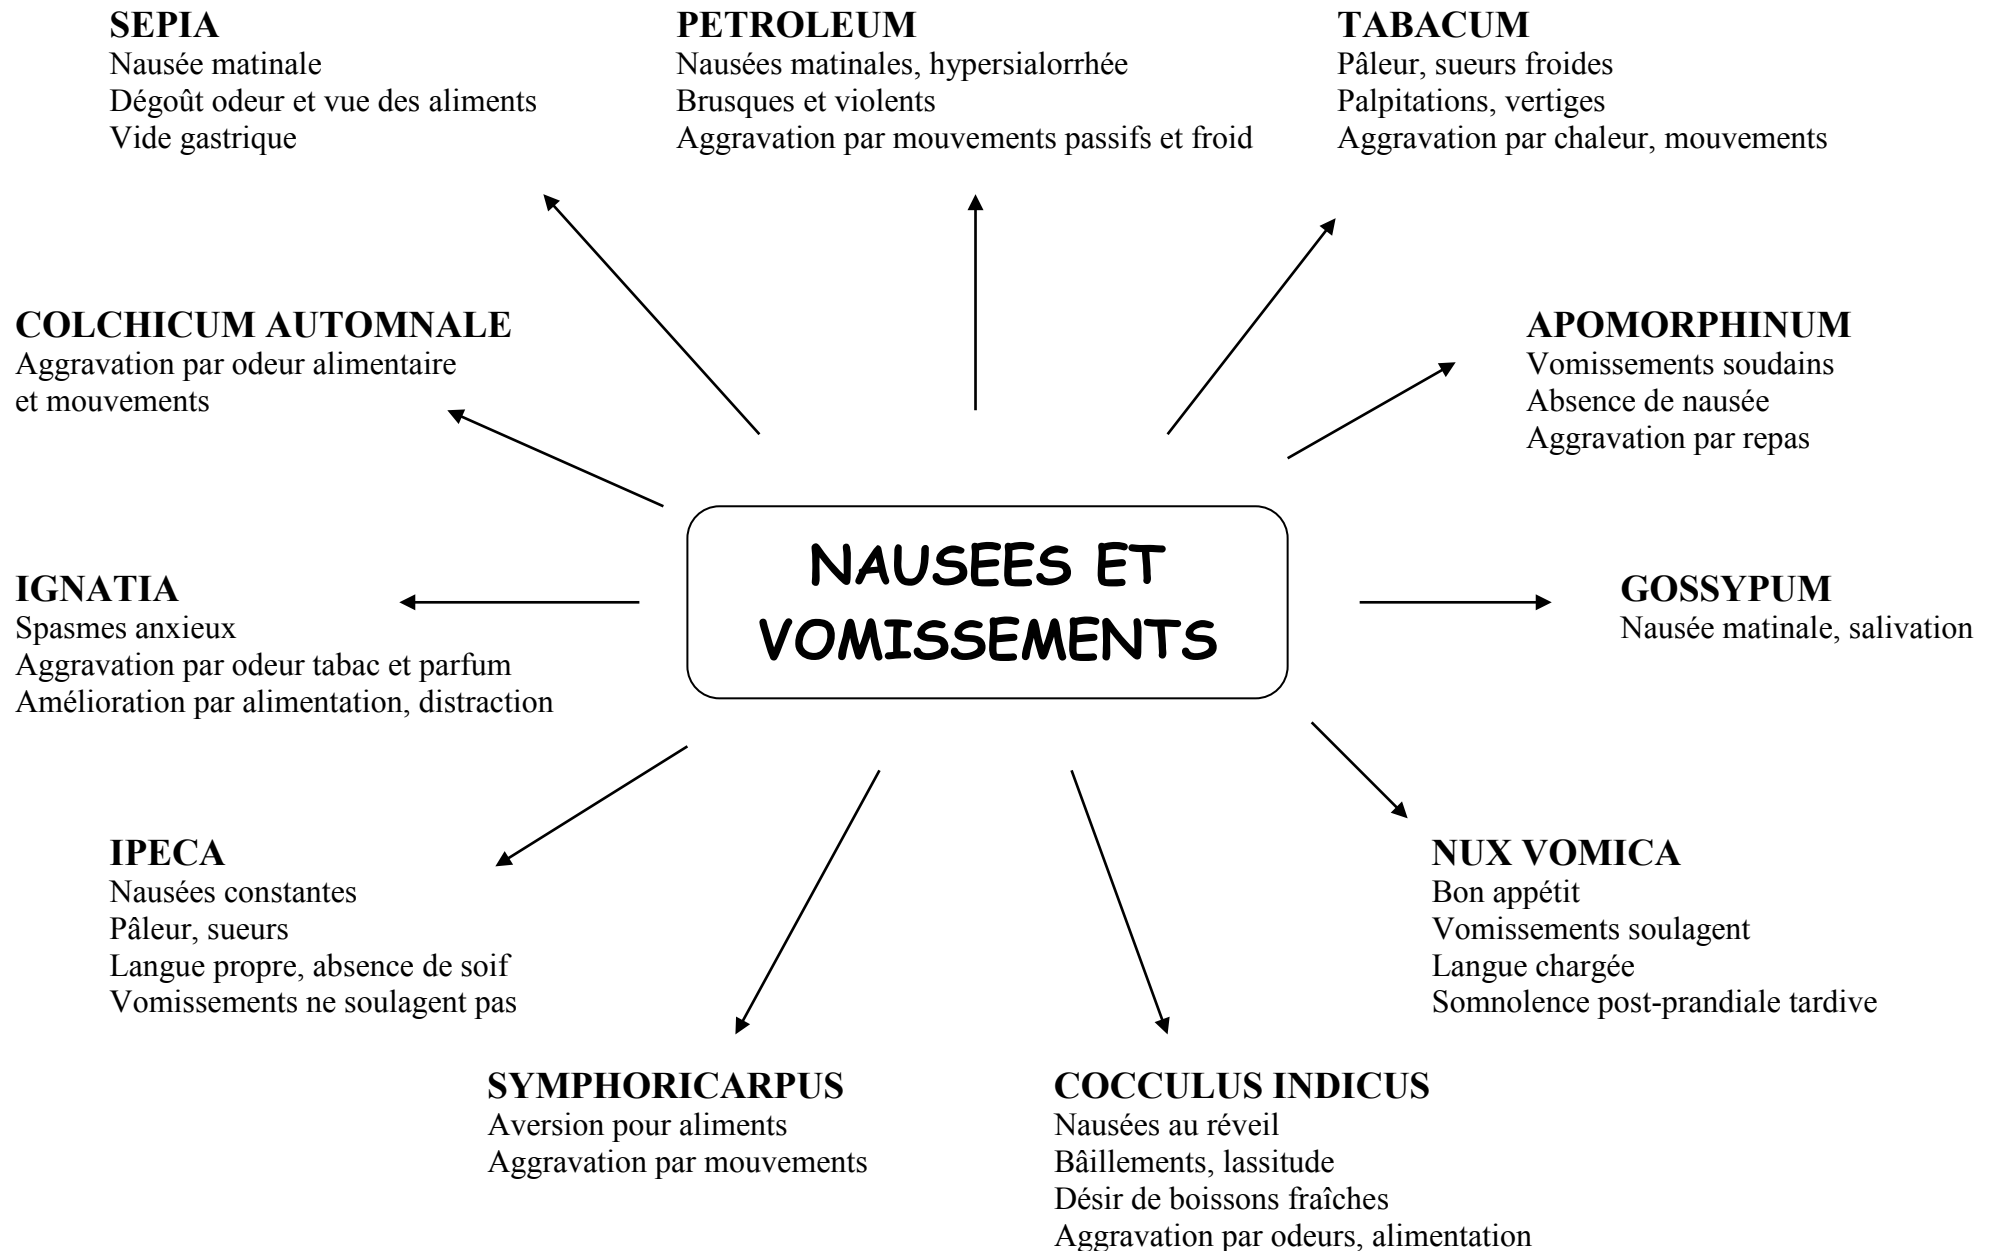 SEPIA
Nausée matinale
Dégoût odeur et vue des aliments
Vide gastrique
PETROLEUM
Nausées matinales, hypersialorrhée
Brusques et violents
Aggravation par mouvements passifs et froid
TABACUM
Pâleur, sueurs froides
Palpitations, vertiges
Aggravation par chaleur, mouvements
COLCHICUM AUTOMNALE
Aggravation par odeur alimentaire
et mouvements
APOMORPHINUM
Vomissements soudains
Absence de nausée
Aggravation par repas
NAUSEES ET
VOMISSEMENTS
IGNATIA
Spasmes anxieux
Aggravation par odeur tabac et parfum
Amélioration par alimentation, distraction
GOSSYPUM
Nausée matinale, salivation
IPECA
Nausées constantes
Pâleur, sueurs
Langue propre, absence de soif
Vomissements ne soulagent pas
NUX VOMICA
Bon appétit
Vomissements soulagent
Langue chargée
Somnolence post-prandiale tardive
SYMPHORICARPUS
Aversion pour aliments
Aggravation par mouvements
COCCULUS INDICUS
Nausées au réveil
Bâillements, lassitude
Désir de boissons fraîches
Aggravation par odeurs, alimentation